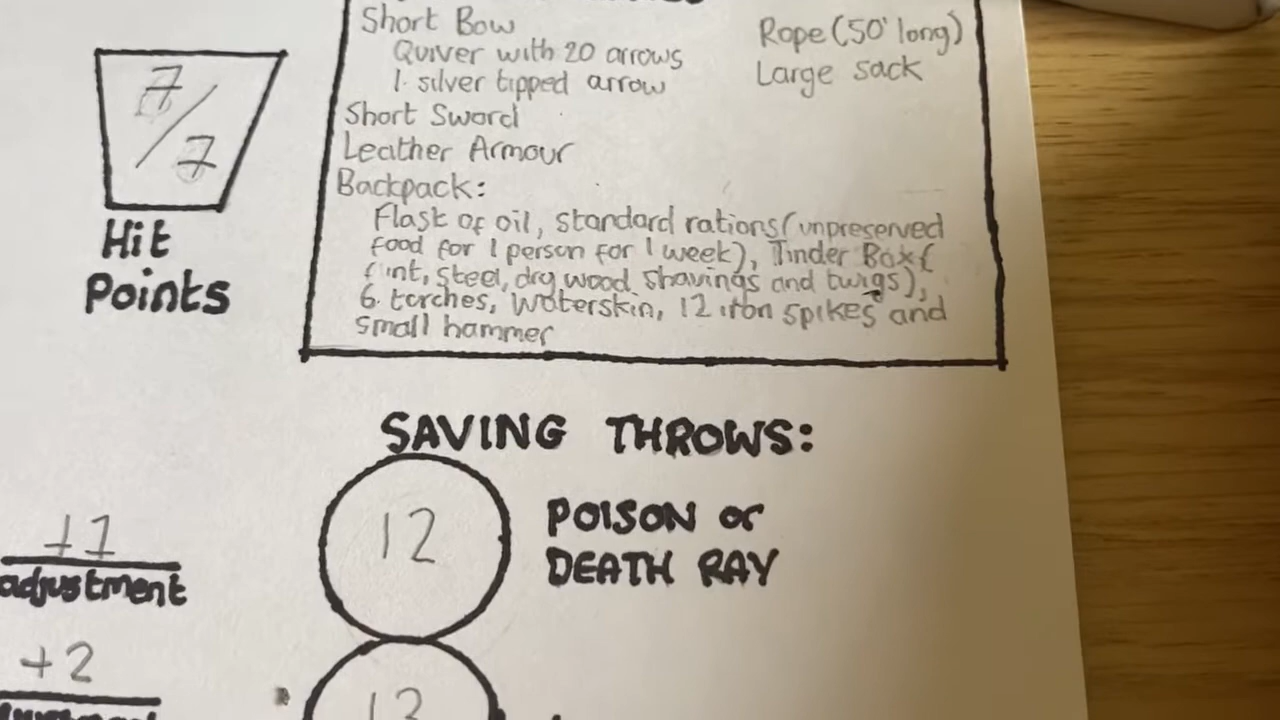 Short Bow
Quiver with 20 arrows
1. silver tipped arrow
Short Sword
Leather Armour
Backpack:
Flask of oil, standard rations (unpreserved
food for 1 person for 1 week), Tinder Box (
flint, steel, dry wood shavings and twigs),
6. torches, Waterskin, 12 iron spikes and
small hammer
Rope (50' long)
Large sack
7/7
Hit
Points
SAVING THROWS:
12
POISON or
DEATH RAY
+1
adjustment
+2
13